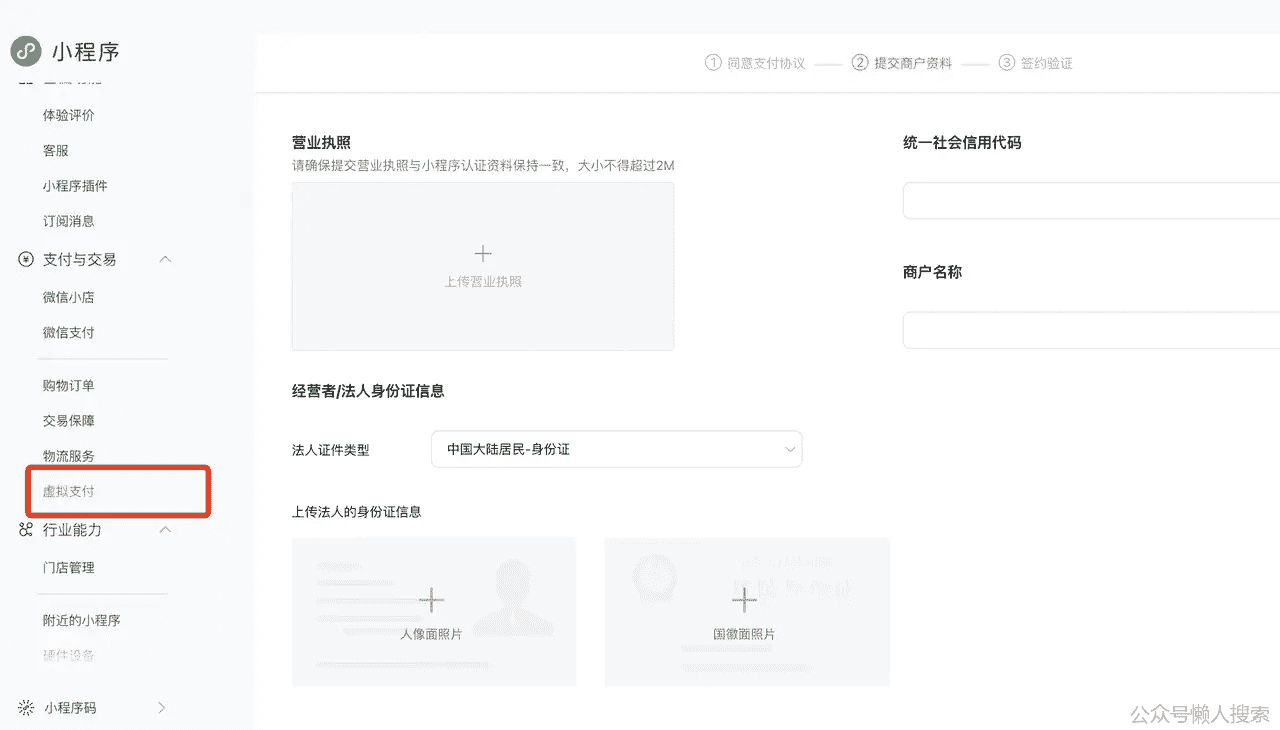 小程序
体验评价
客服
小程序插件
订阅消息
支付与交易
微信小店
微信支付
购物订单
交易保障
物流服务
虚拟支付
行业能力
门店管理
附近的小程序
硬件设备
小程序码
1 同意支付协议
2 提交商户资料
3 签约验证
营业执照
请确保提交营业执照与小程序认证资料保持一致，大小不得超过2M
上传营业执照
统一社会信用代码
商户名称
经营者/法人身份证信息
法人证件类型
中国大陆居民-身份证
上传法人的身份证信息
人像面照片
国徽面照片
公众号懒人搜索